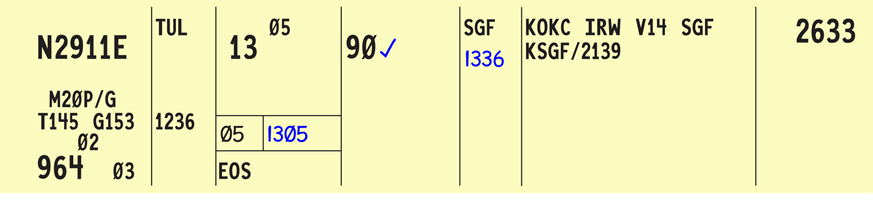 N2911E
M2ØP/G
T145 G153
Ø2
964 Ø3
TUL
1236
13 Ø5
Ø5 13Ø5
EOS
9Ø✓
SGF
1336
KOKC IRW V14 SGF
KSGF/2139
2633